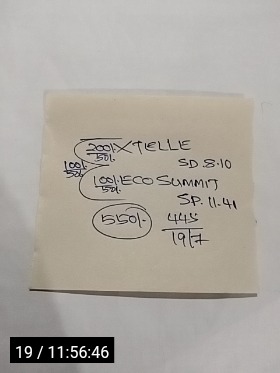 200/. X TELLE
50/.
SD.8.10
100/.
50/.
100/. ECO SUMMIT
50/.
SP.11.41
550/. 445
19/7
19 / 11:56:46